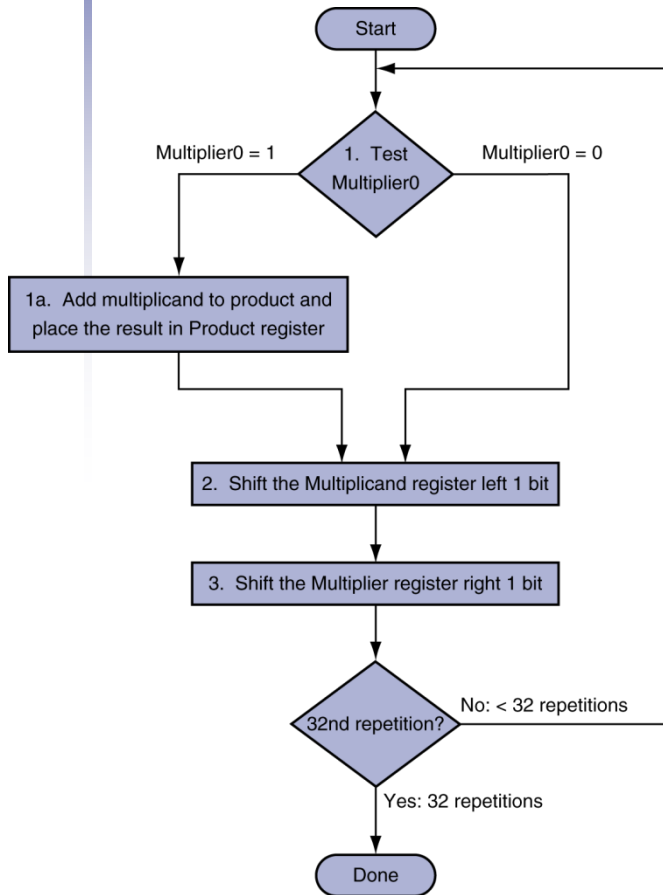 Start
Multiplier0 = 1
1. Test
Multiplier0
Multiplier0 = 0
1a. Add multiplicand to product and
place the result in Product register
2. Shift the Multiplicand register left 1 bit
3. Shift the Multiplier register right 1 bit
32nd repetition?
No: < 32 repetitions
Yes: 32 repetitions
Done